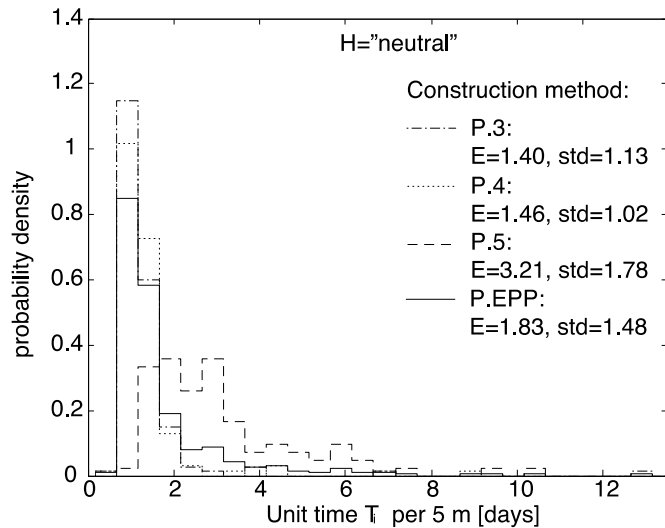 1.4
H="neutral"
1.2
Construction method:
P.3:
E=1.40, std=1.13
1
P.4:
E=1.46, std=1.02
0.8
P.5:
E=3.21, std=1.78
0.6
P.EPP:
E=1.83, std=1.48
0.4
0.2
0
probability density
0 2 4 6 8 10 12
Unit time Ti per 5 m [days]